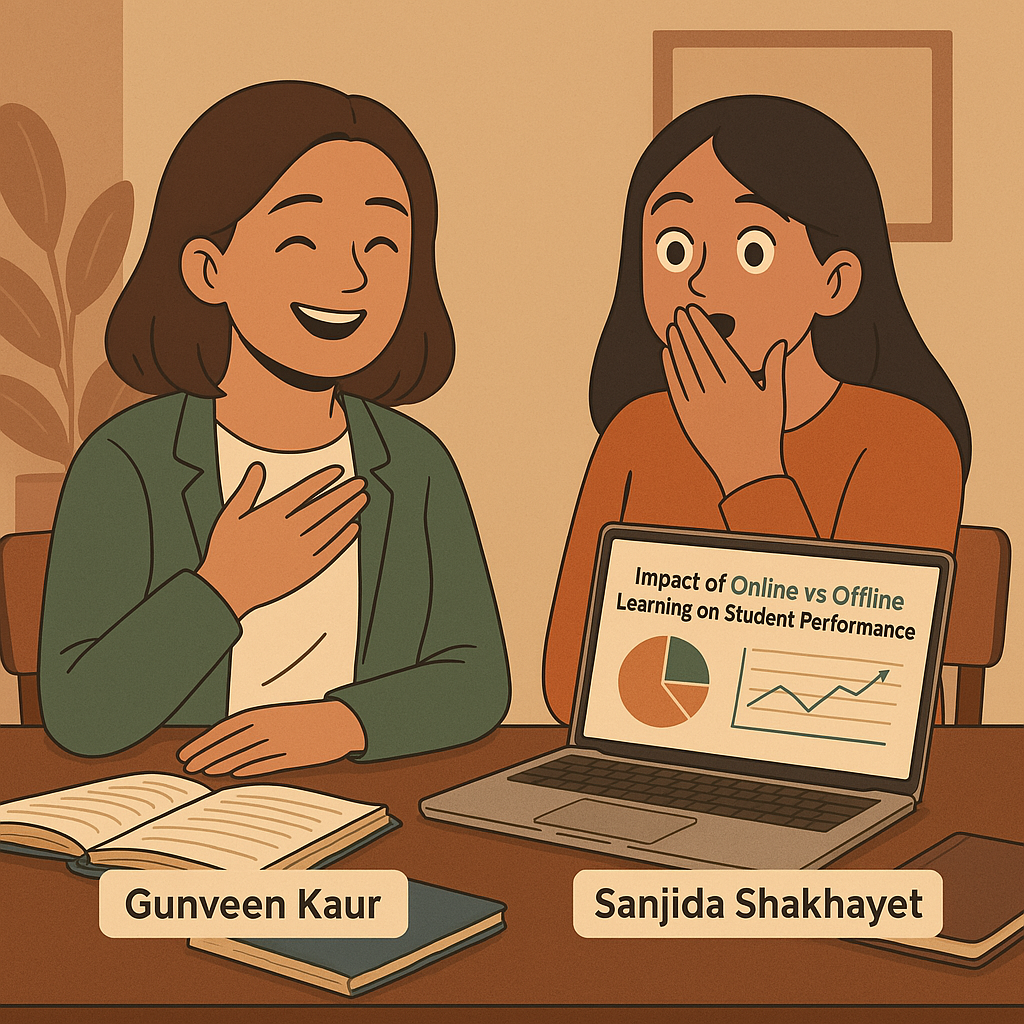 Impact of Online vs Offline
Learning on Student Performance
Gunveen Kaur
Sanjida Shakhayet